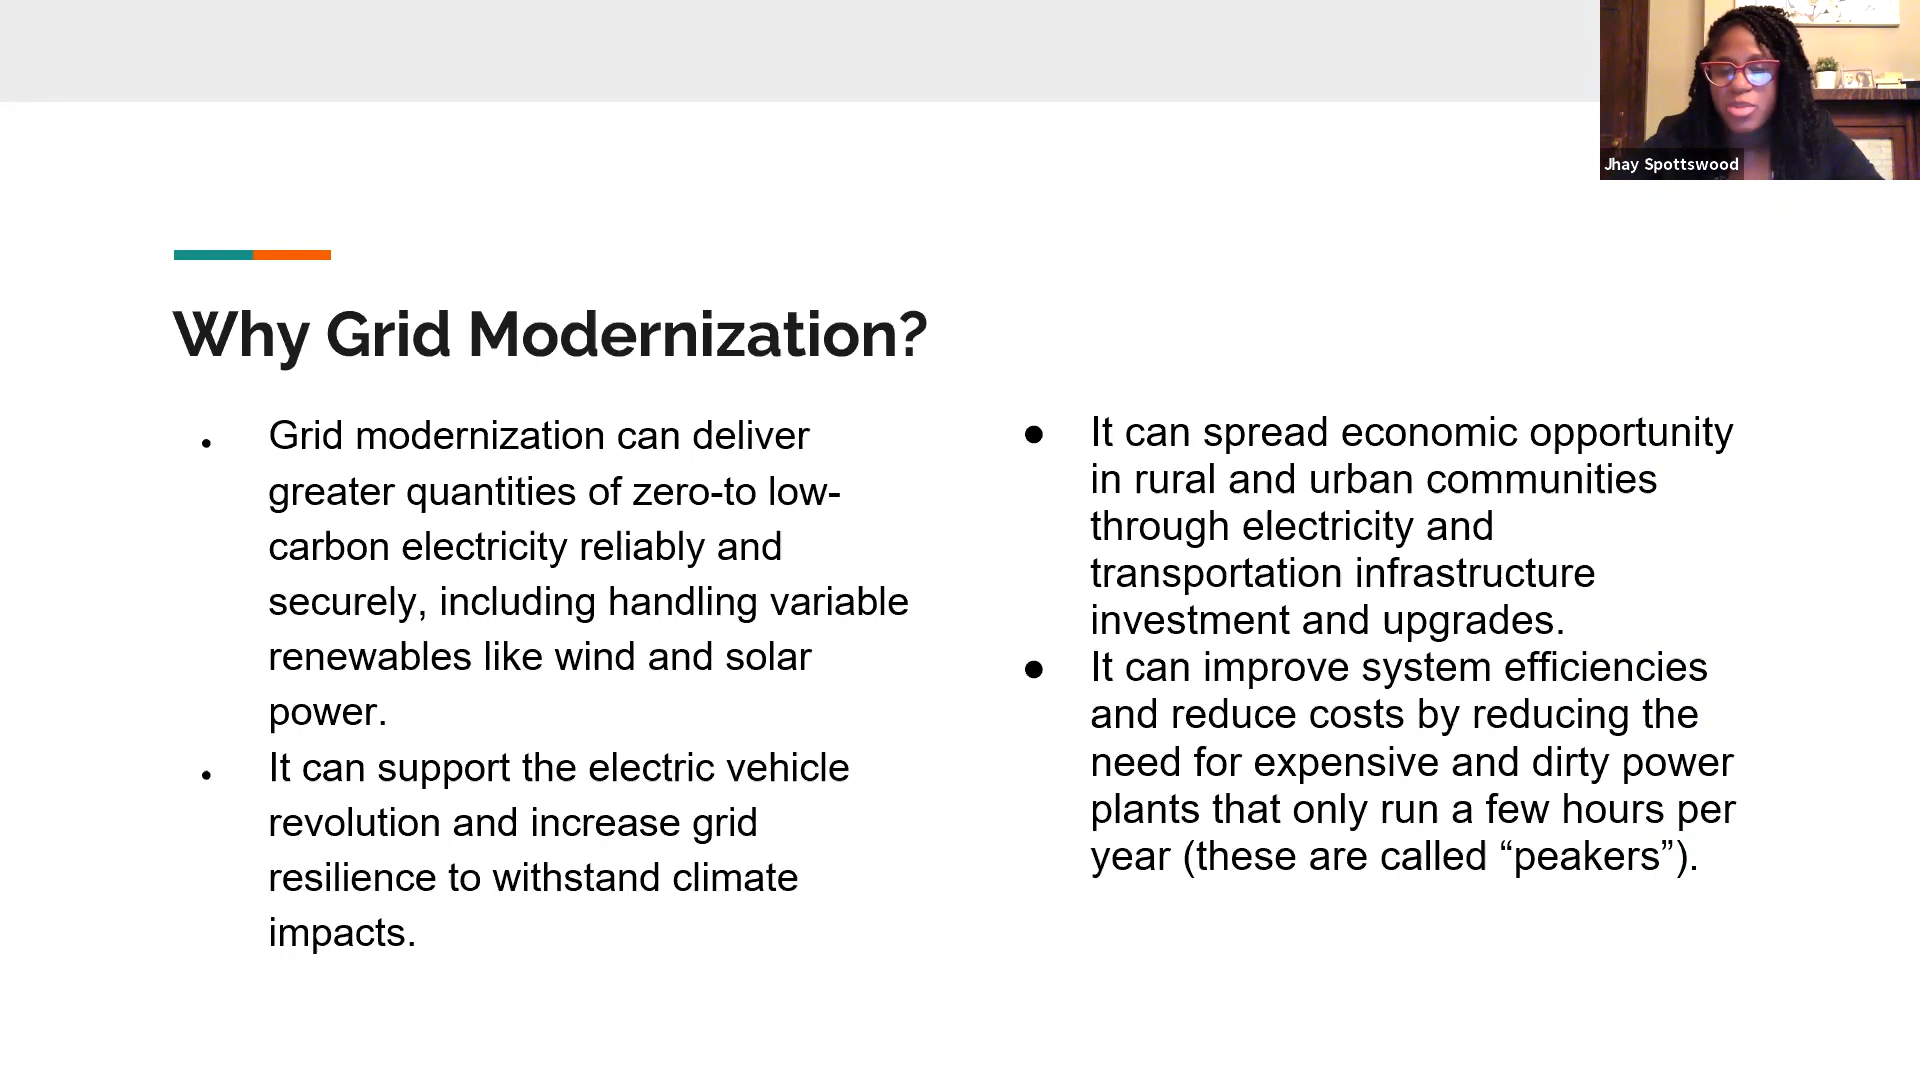 Jhay Spottswood
Why Grid Modernization?
Grid modernization can deliver
greater quantities of zero-to low-
carbon electricity reliably and
securely, including handling variable
renewables like wind and solar
power.
It can support the electric vehicle
revolution and increase grid
resilience to withstand climate
impacts.
It can spread economic opportunity
in rural and urban communities
through electricity and
transportation infrastructure
investment and upgrades.
It can improve system efficiencies
and reduce costs by reducing the
need for expensive and dirty power
plants that only run a few hours per
year (these are called “peakers”).